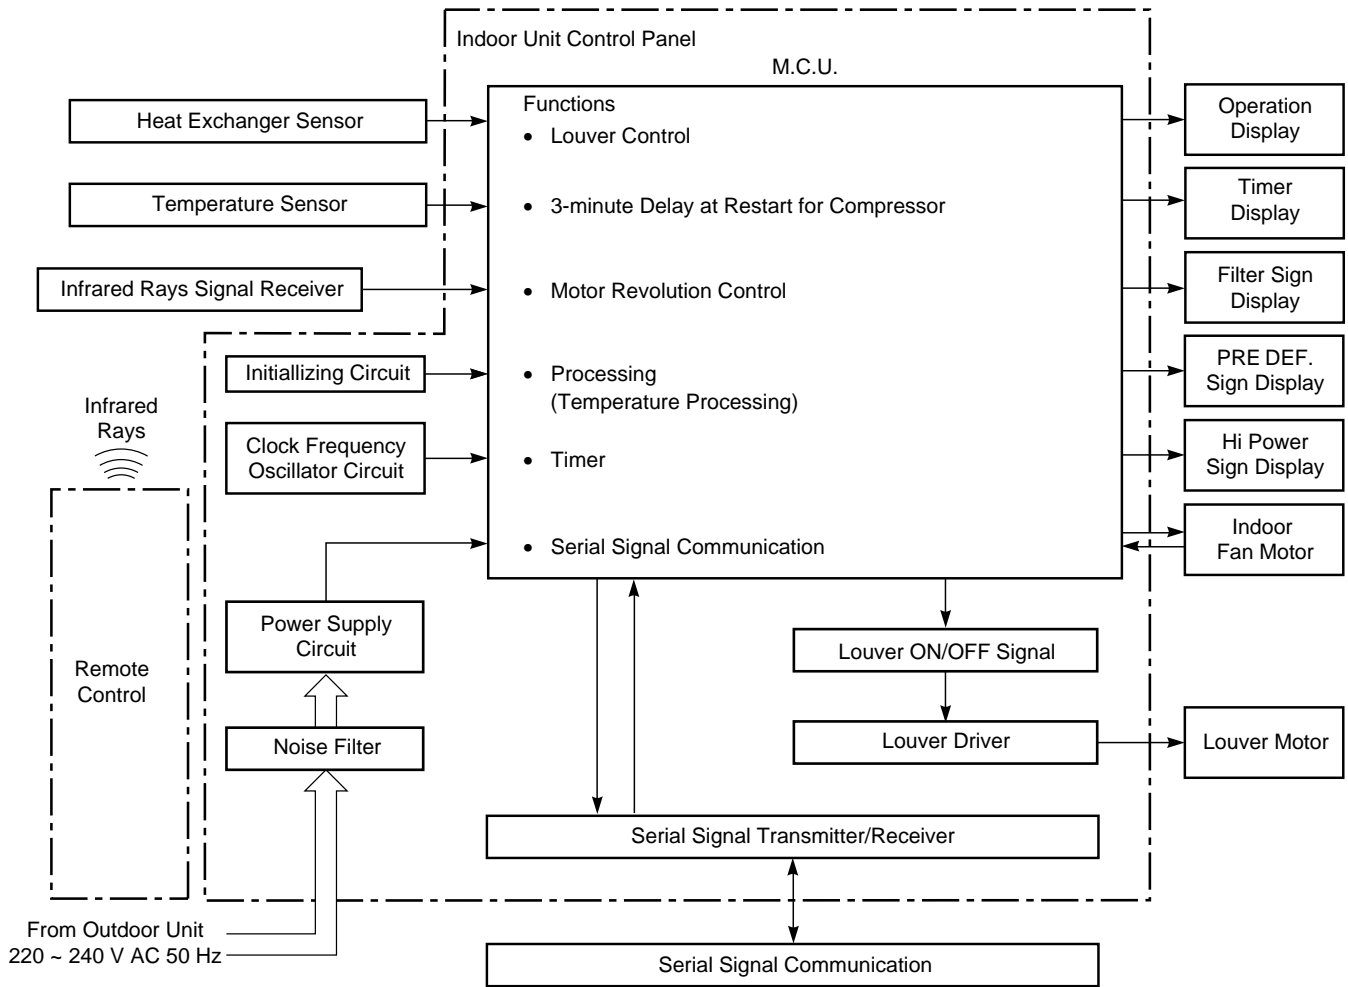 Indoor Unit Control Panel
M.C.U.
Heat Exchanger Sensor
Temperature Sensor
Infrared Rays Signal Receiver
Initiallizing Circuit
Clock Frequency
Oscillator Circuit
Power Supply
Circuit
Noise Filter
Infrared
Rays
Remote
Control
From Outdoor Unit
220 ~ 240 V AC 50 Hz
Functions
• Louver Control
• 3-minute Delay at Restart for Compressor
• Motor Revolution Control
• Processing
(Temperature Processing)
• Timer
• Serial Signal Communication
Louver ON/OFF Signal
Louver Driver
Serial Signal Transmitter/Receiver
Serial Signal Communication
Operation
Display
Timer
Display
Filter Sign
Display
PRE DEF.
Sign Display
Hi Power
Sign Display
Indoor
Fan Motor
Louver Motor